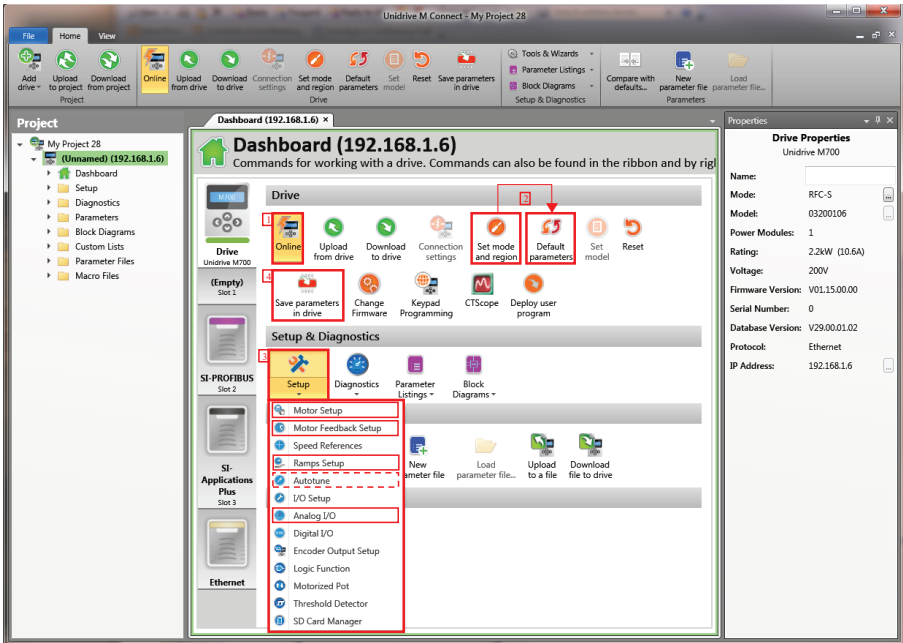 Unidrive M Connect - My Project 28
File Home View
Add drive
Upload to project
Download from project
Project
Online
Upload from drive
Download to drive
Connection settings
Set mode and region
Default parameters
Set model
Reset
Save parameters in drive
Drive
Tools & Wizards
Parameter Listings
Block Diagrams
Setup & Diagnostics
Compare with defaults...
New parameter file
Load parameter file...
Parameters
Project
My Project 28
(Unnamed) (192.168.1.6)
Dashboard
Setup
Diagnostics
Parameters
Block Diagrams
Custom Lists
Parameter Files
Macro Files
Dashboard (192.168.1.6) ×
Dashboard (192.168.1.6)
Commands for working with a drive. Commands can also be found in the ribbon and by rigl
M700
Drive
Unidrive M700
(Empty)
Slot 1
SI-PROFIBUS
Slot 2
SI-
Applications
Plus
Slot 3
Ethernet
Drive
2
1
Online
Upload from drive
Download to drive
Connection settings
Set mode and region
Default parameters
Set model
Reset
4
Save parameters in drive
Change Firmware
Keypad Programming
CTScope
Deploy user program
Setup & Diagnostics
3
Setup
Diagnostics
Parameter Listings
Block Diagrams
Motor Setup
Motor Feedback Setup
Speed References
Ramps Setup
Autotune
I/O Setup
Analog I/O
Digital I/O
Encoder Output Setup
Logic Function
Motorized Pot
Threshold Detector
SD Card Manager
New
ameter file
Load parameter file...
Upload to a file
Download file to drive
Properties
Drive Properties
Unidrive M700
Name:
Mode: RFC-S ...
Model: 03200106 ...
Power Modules: 1
Rating: 2.2kW (10.6A)
Voltage: 200V
Firmware Version: V01.15.00.00
Serial Number: 0
Database Version: V29.00.01.02
Protocol: Ethernet
IP Address: 192.168.1.6 ...